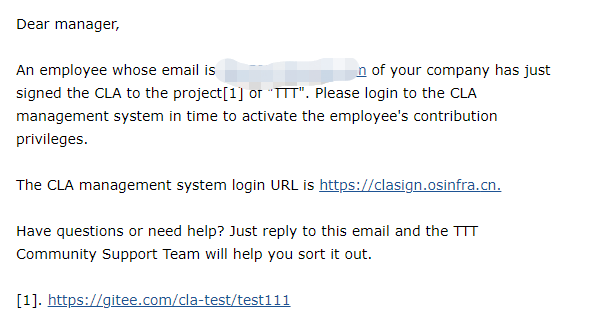 Dear manager,
An employee whose email is n of your company has just
signed the CLA to the project[1] of "TTT". Please login to the CLA
management system in time to activate the employee's contribution
privileges.
The CLA management system login URL is https://clasign.osinfra.cn.
Have questions or need help? Just reply to this email and the TTT
Community Support Team will help you sort it out.
[1]. https://gitee.com/cla-test/test111